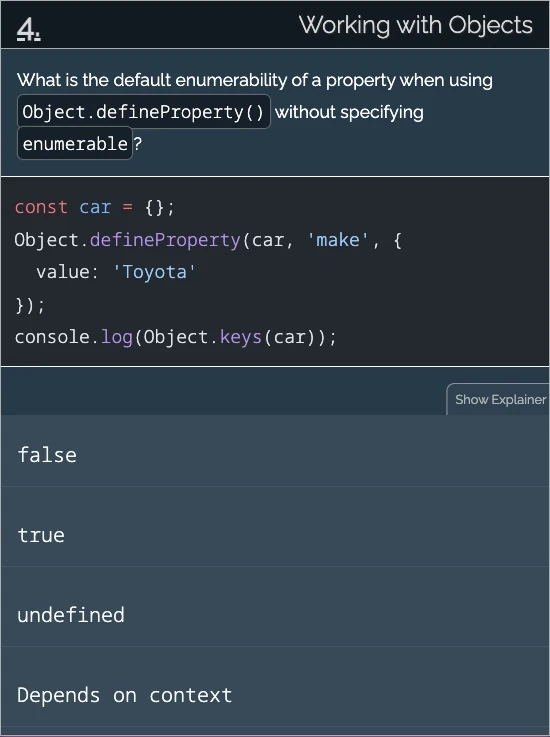 4.
Working with Objects
What is the default enumerability of a property when using
Object.defineProperty() without specifying
enumerable?
const car = {};
Object.defineProperty(car, 'make', {
  value: 'Toyota'
});
console.log(Object.keys(car));
Show Explainer
false
true
undefined
Depends on context